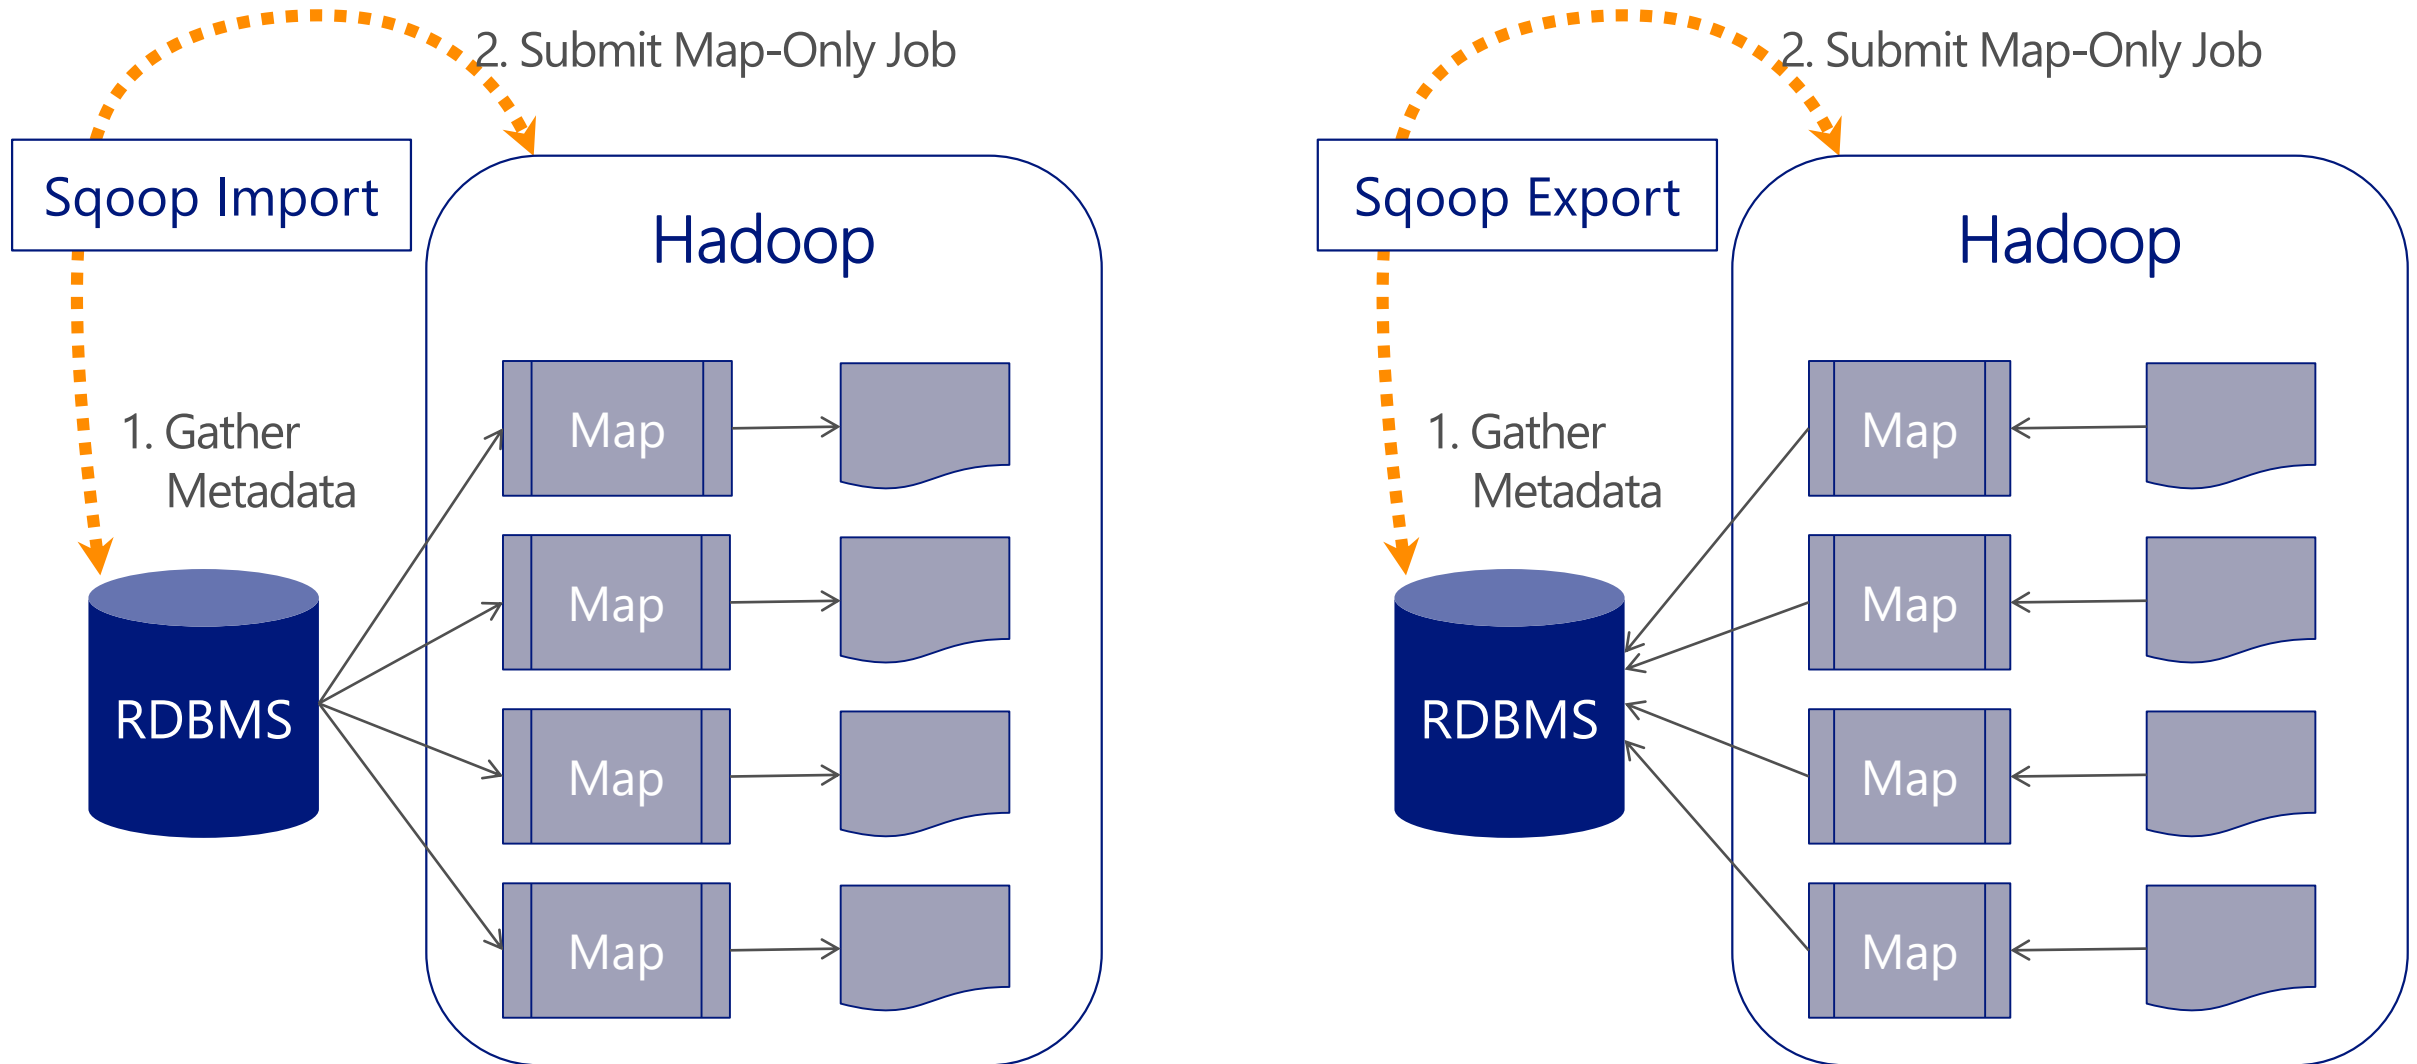 2. Submit Map-Only Job
Sqoop Import
Hadoop
1. Gather
Metadata
Map
Map
Map
Map
RDBMS
2. Submit Map-Only Job
Sqoop Export
Hadoop
1. Gather
Metadata
Map
Map
Map
Map
RDBMS